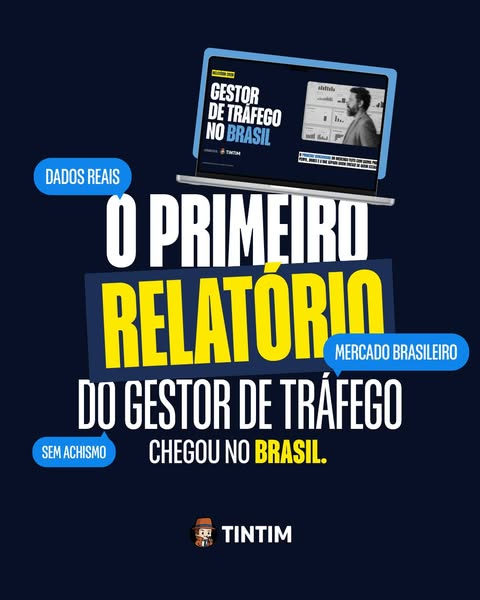 GESTOR
DE TRÁFEGO
NO BRASIL
TINTIM
DADOS REAIS
O PRIMEIRO
RELATÓRIO
MERCADO BRASILEIRO
DO GESTOR DE TRÁFEGO
SEM ACHISMO
CHEGOU NO BRASIL.
TINTIM